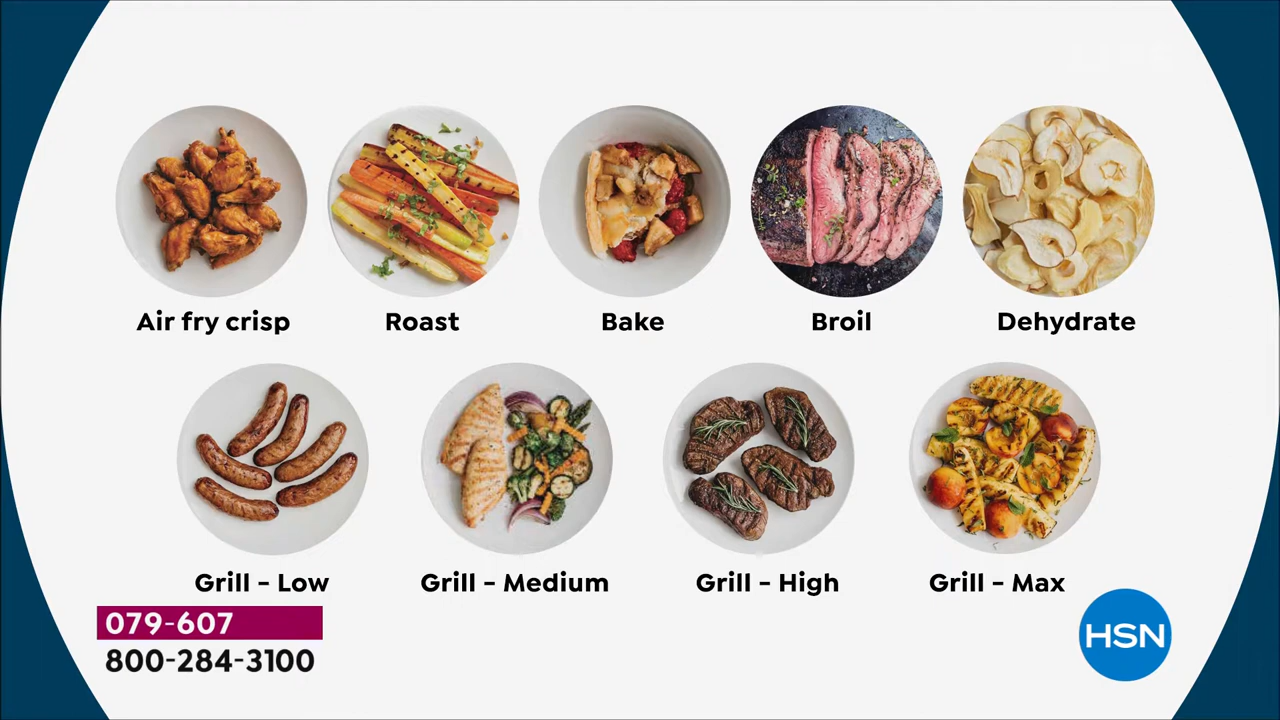 Air fry crisp
Roast
Bake
Broil
Dehydrate
Grill - Low
Grill - Medium
Grill - High
Grill - Max
079-607
800-284-3100
HSN